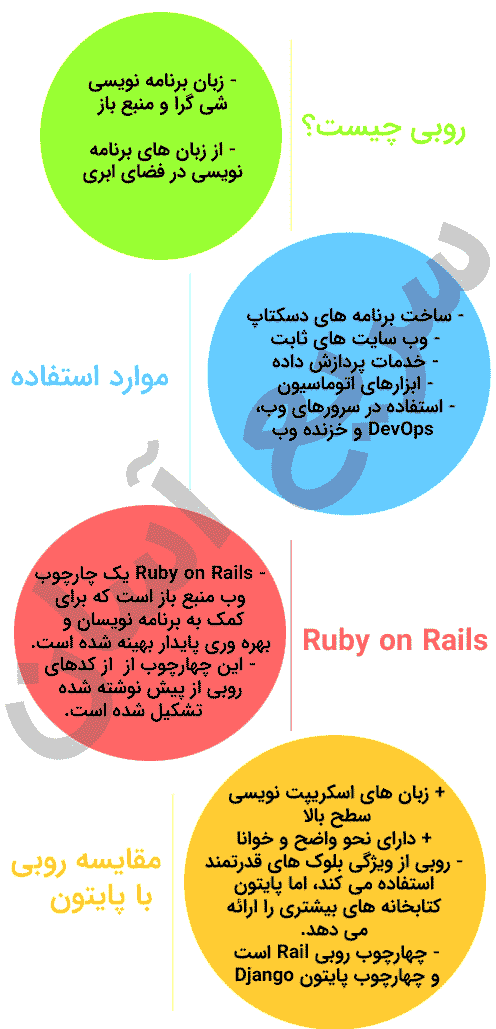 روبی چیست؟
- زبان برنامه نویسی
شی گرا و منبع باز
- از زبان های برنامه
نویسی در فضای ابری
موارد استفاده
- ساخت برنامه های دسکتاپ
- وب سایت های ثابت
- خدمات پردازش داده
- ابزارهای اتوماسیون
- استفاده در سرورهای وب،
DevOps و خزنده وب
Ruby on Rails
- Ruby on Rails یک چارچوب
وب منبع باز است که برای
کمک به برنامه نویسان و
بهره وری پایدار بهینه شده است.
- این چهارچوب از از کدهای
روبی از پیش نوشته شده
تشکیل شده است.
مقایسه روبی
با پایتون
+ زبان های اسکریپت نویسی
سطح بالا
+ دارای نحو واضح و خوانا
- روبی از ویژگی بلوک های قدرتمند
استفاده می کند، اما پایتون
کتابخانه های بیشتری را ارائه
می دهد.
- چهارچوب روبی Rail است
و چهارچوب پایتون Django
سریع آسان